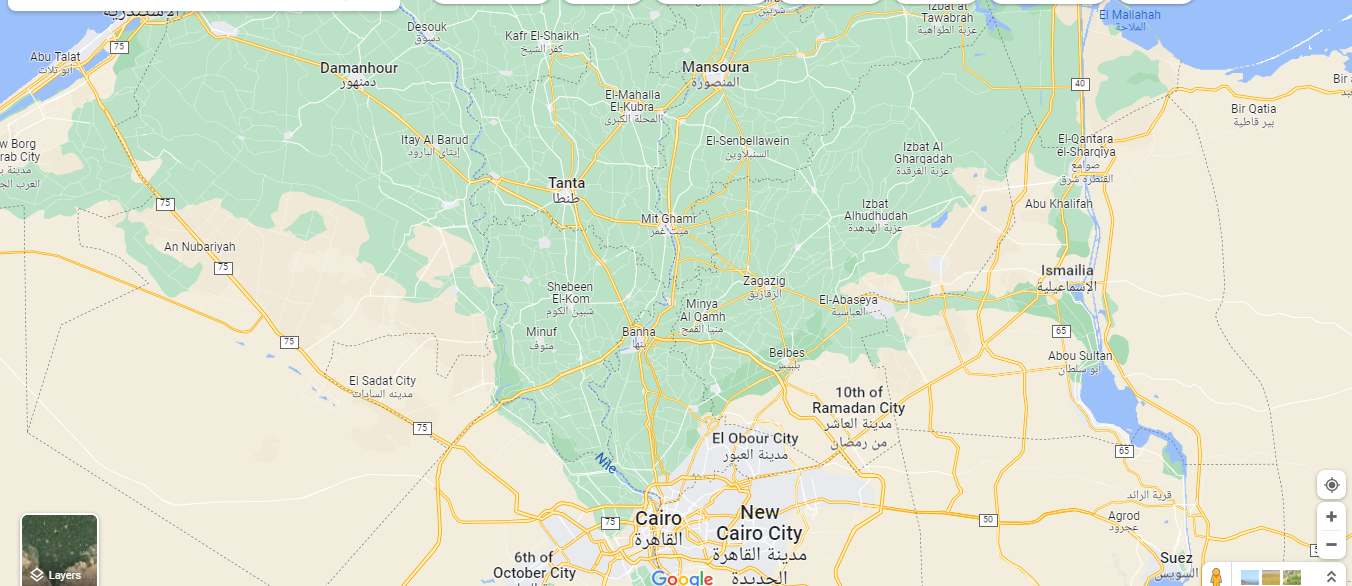 Izbat at
Tawabrah
عزبة الطواهية
El Mallahah
الملاحة
شربين
الإسكندرية
75
Desouk
دسوق
Kafr El-Shaikh
كفر الشيخ
Abu Talat
أبو تلات
Damanhour
دمنهور
Mansoura
المنصورة
40
Bir Qatia
بير قاطية
El-Mahalla
El-Kubra
المحلة الكبرى
Itay Al Barud
إيتاي البارود
El-Senbellawein
السنبلاوين
Izbat Al
Gharqadah
عزبة الغرقده
El-Qantara
el-Sharqiya
صوامع
القنطرة شرق
w Borg
rab City
العرب الجد
Tanta
طنطا
75
Mit Ghamr
ميت غمر
Izbat
Alhudhudah
عزبة الهدهدة
Abu Khalifah
An Nubariyah
75
Ismailia
الإسماعيلية
Shebeen
El-Kom
شبين الكوم
Zagazig
الزقازيق
Minya
Al Qamh
منيا القمح
El-Abaseya
العباسية
Minuf
منوف
Banha
بنها
75
65
Belbes
بلبيس
Abou Sultan
أبو سلطان
El Sadat City
مدينه السادات
10th of
Ramadan City
مدينة العاشر
من رمضان
75
El Obour City
مدينة العبور
65
Nile
قرية الرائد
Cairo
القاهرة
75
New
Cairo City
مدينة القاهرة
الجديدة
50
Agrod
عجرود
6th of
October City
Suez
السويس
Layers
Google